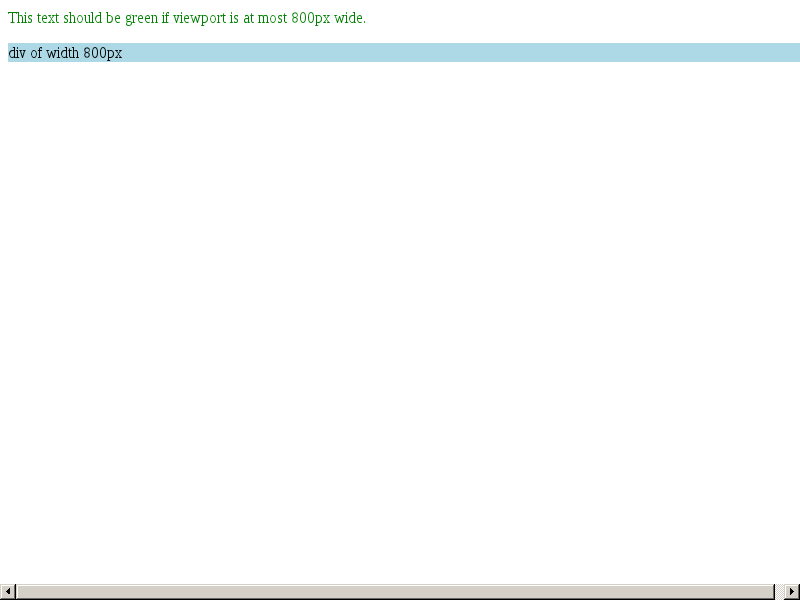 This text should be green if viewport is at most 800px wide.
div of width 800px